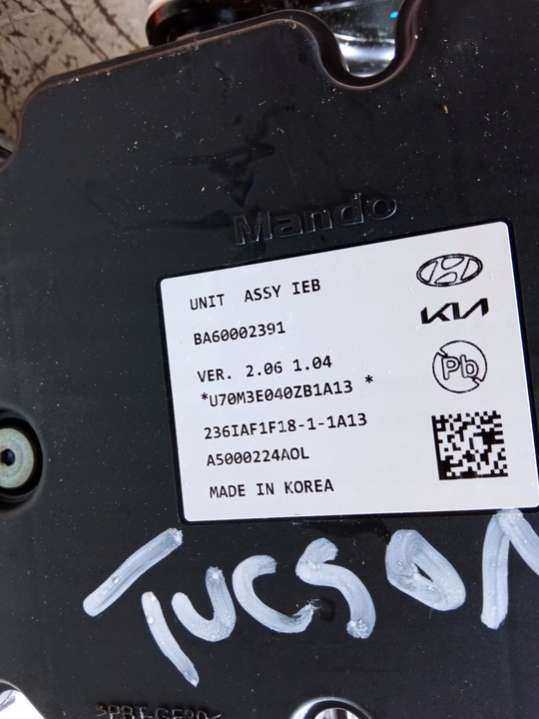 Mando
UNIT ASSY IEB
BA60002391
KIA
VER. 2.06 1.04
*U70M3E040ZB1A13 *
Pb
236IAF1F18-1-1A13
A5000224AOL
MADE IN KOREA
TUCSON